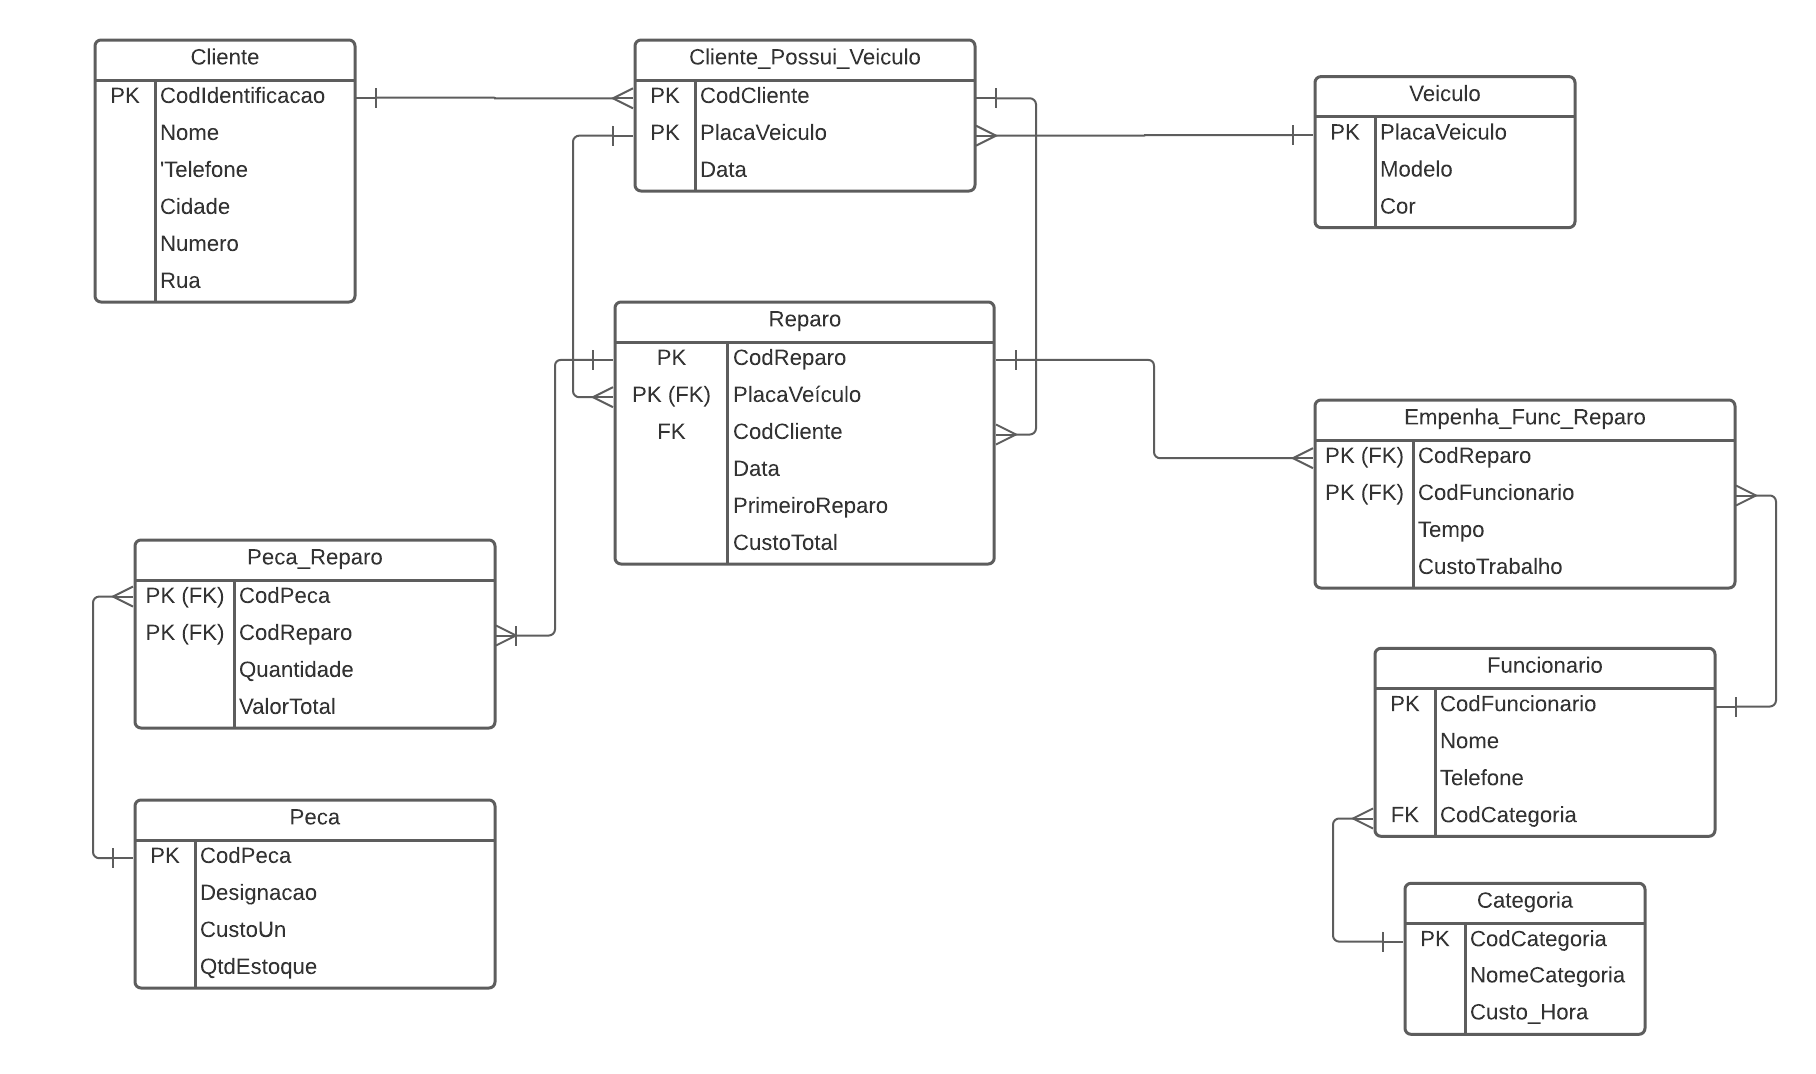 Cliente
PK CodIdentificacao
Nome
'Telefone
Cidade
Numero
Rua
Cliente_Possui_Veiculo
PK CodCliente
PK PlacaVeiculo
Data
Veiculo
PK PlacaVeiculo
Modelo
Cor
Reparo
PK CodReparo
PK (FK) PlacaVeículo
FK CodCliente
Data
PrimeiroReparo
CustoTotal
Empenha_Func_Reparo
PK (FK) CodReparo
PK (FK) CodFuncionario
Tempo
CustoTrabalho
Peca_Reparo
PK (FK) CodPeca
PK (FK) CodReparo
Quantidade
ValorTotal
Funcionario
PK CodFuncionario
Nome
Telefone
FK CodCategoria
Peca
PK CodPeca
Designacao
CustoUn
QtdEstoque
Categoria
PK CodCategoria
NomeCategoria
Custo_Hora